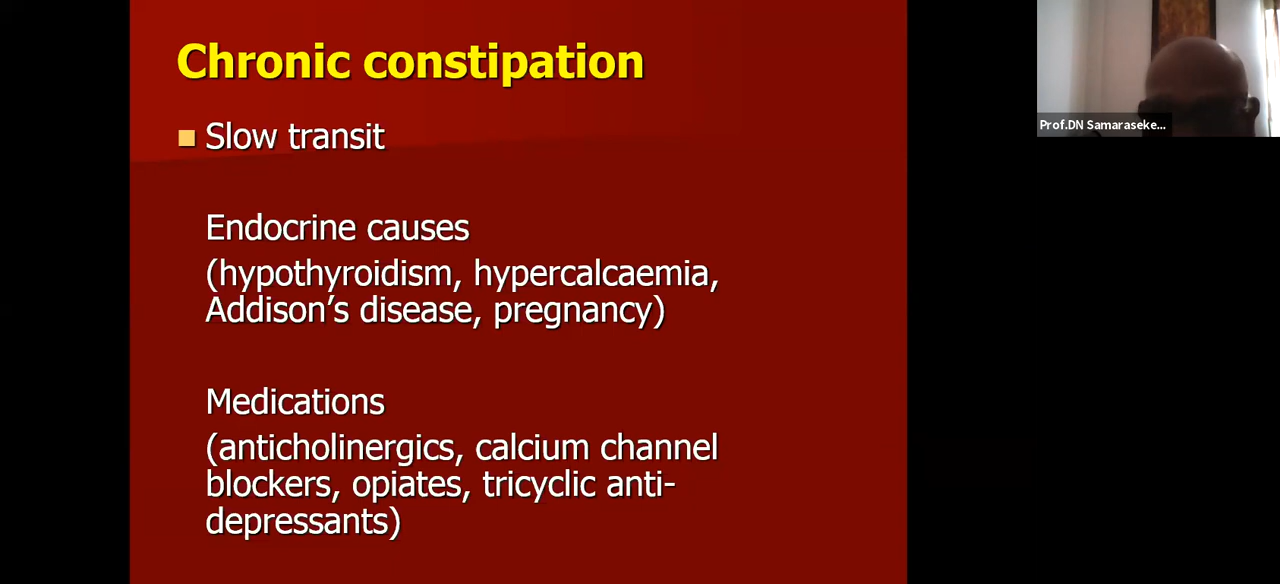 Chronic constipation
Slow transit
Endocrine causes
(hypothyroidism, hypercalcaemia,
Addison’s disease, pregnancy)
Medications
(anticholinergics, calcium channel
blockers, opiates, tricyclic anti-
depressants)
Prof.DN Samaraseke...